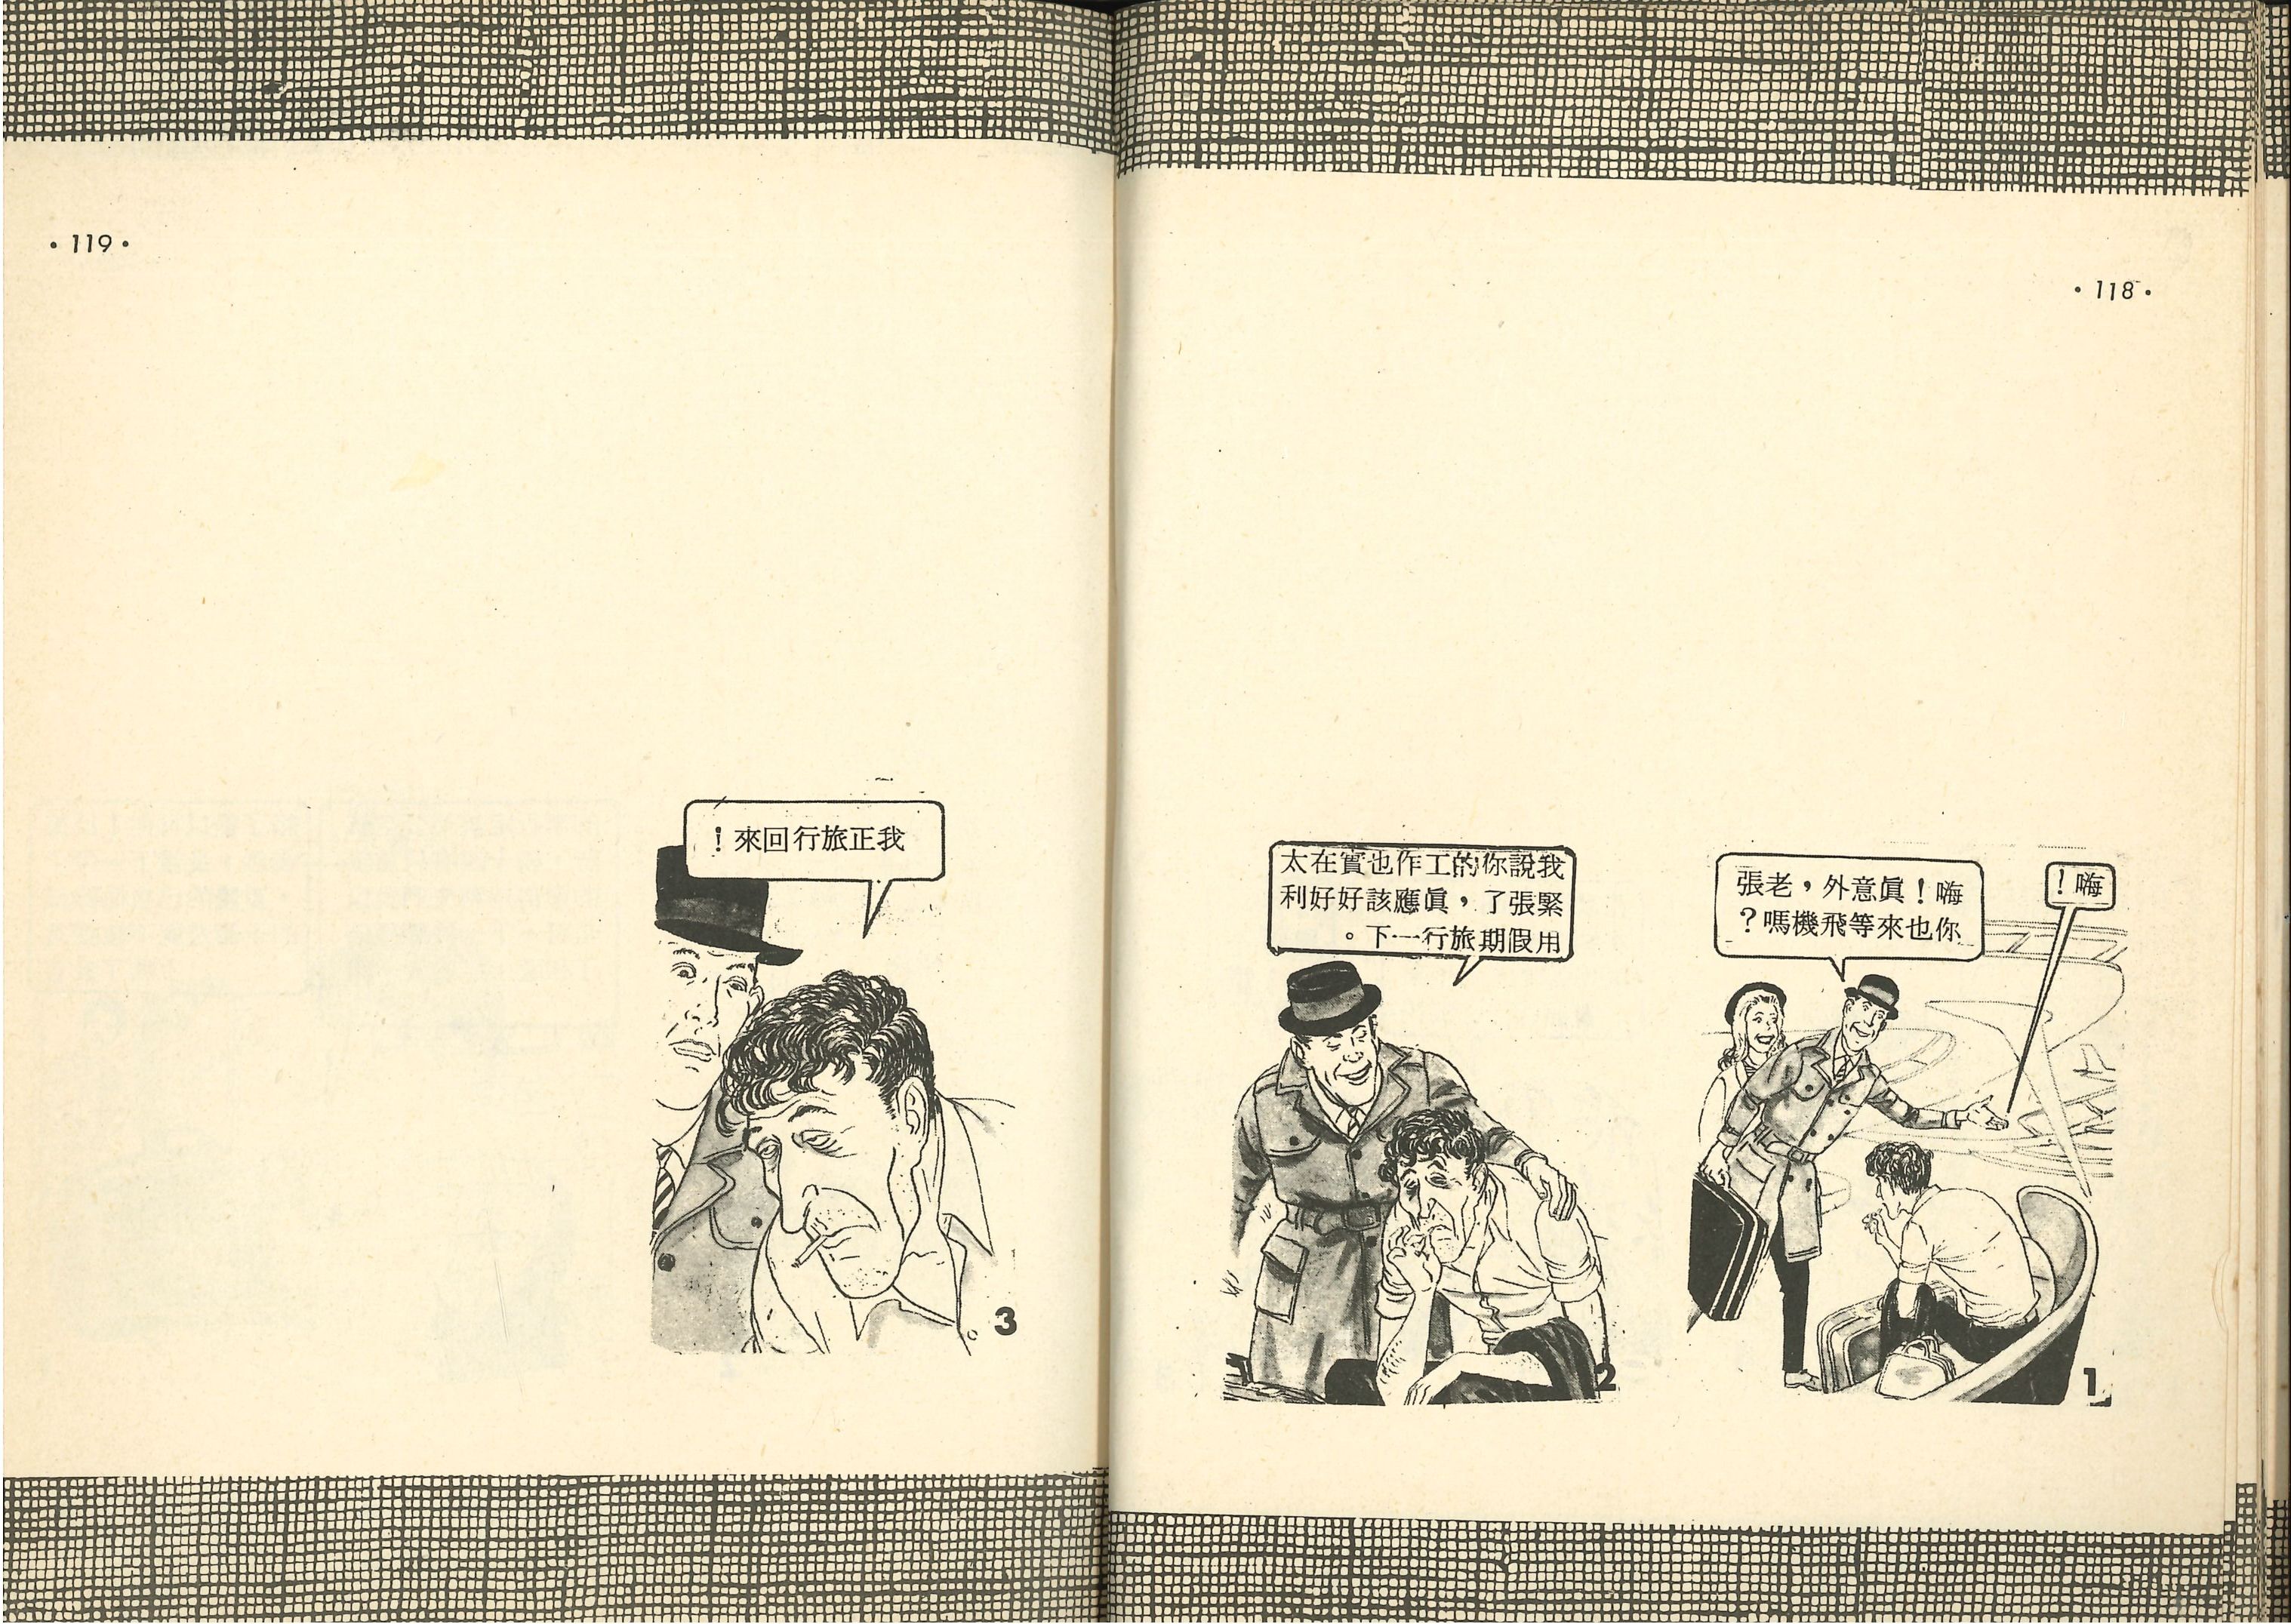 ·118·
嗨！
嗨！眞意外，老張
你也來等飛機嗎？
1
我說你的工作也實在太
緊張了，眞應該好好利
用假期旅行一下。
2
·119·
我正旅行回來！
3